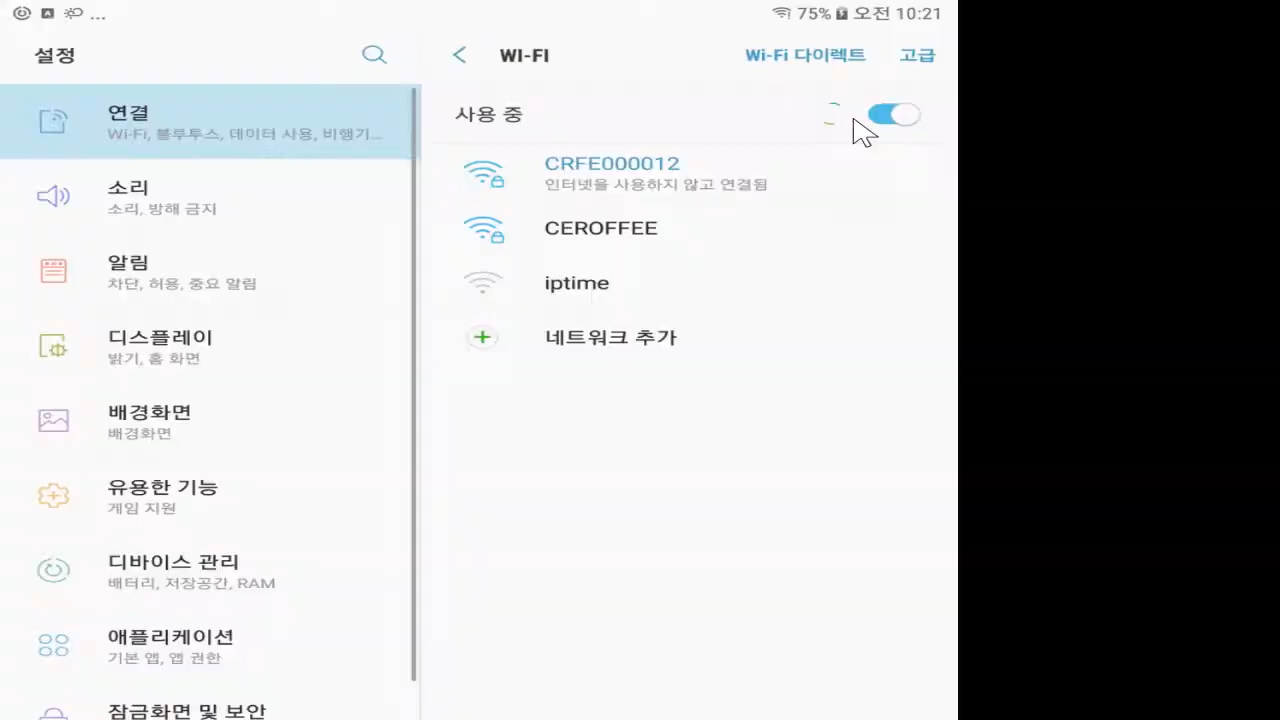 75% 오전 10:21
설정
연결
Wi-Fi, 블루투스, 데이터 사용, 비행기...
소리
소리, 방해 금지
알림
차단, 허용, 중요 알림
디스플레이
밝기, 홈 화면
배경화면
배경화면
유용한 기능
게임 지원
디바이스 관리
배터리, 저장공간, RAM
애플리케이션
기본 앱, 앱 권한
잠금화면 및 보안
WI-FI
Wi-Fi 다이렉트
고급
사용 중
CRFE000012
인터넷을 사용하지 않고 연결됨
CEROFFEE
iptime
네트워크 추가